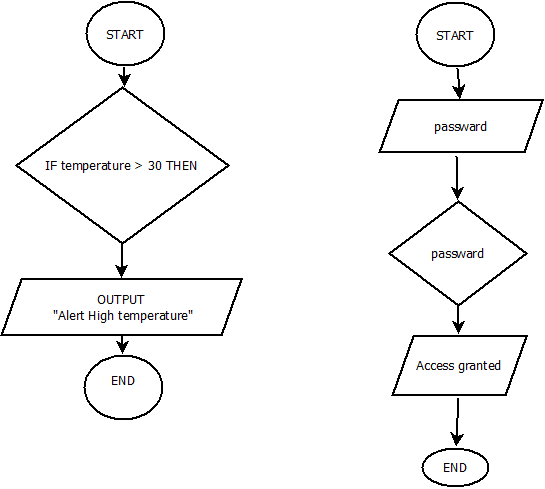 START
IF temperature > 30 THEN
OUTPUT
"Alert High temperature"
END
START
passward
passward
Access granted
END